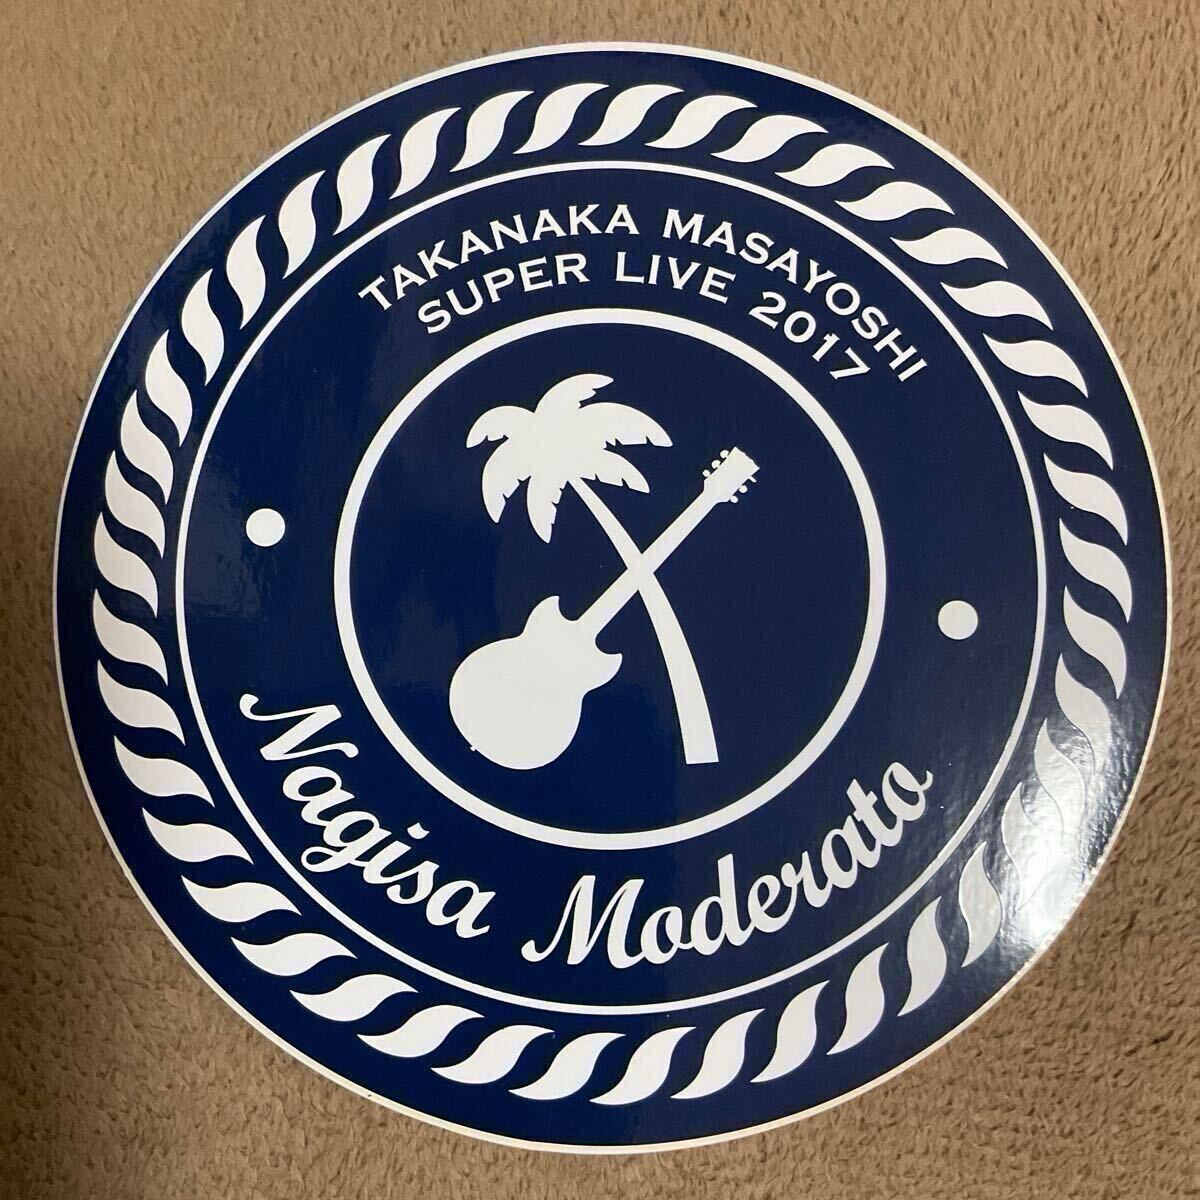 TAKANAKA MASAYOSHI
SUPER LIVE 2017
Nagisa Moderato